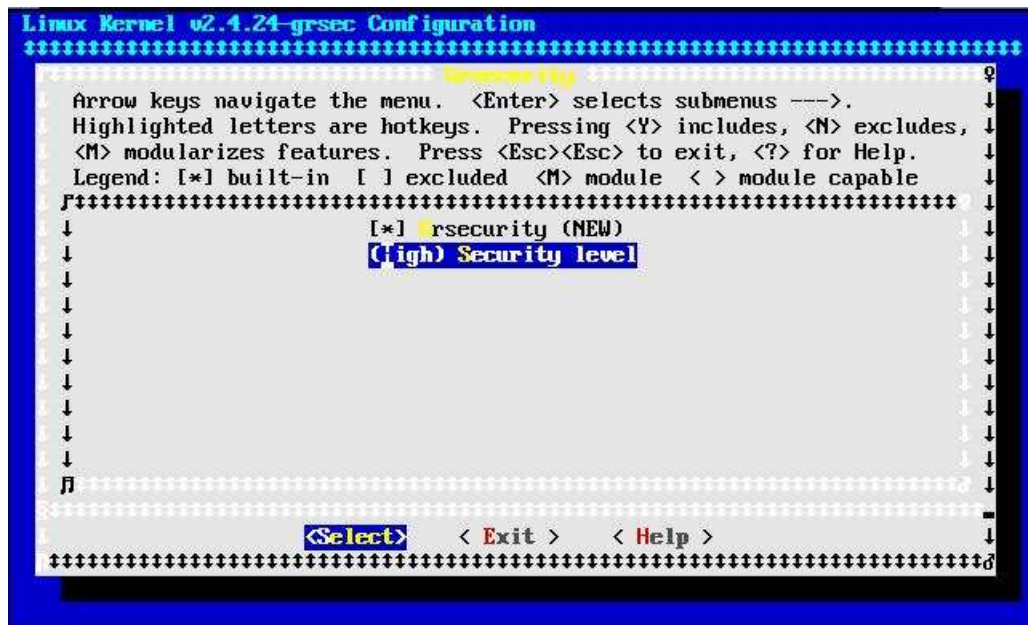 Linux Kernel v2.4.24-grsec Configuration
Grsecurity
Arrow keys navigate the menu. <Enter> selects submenus --->.
Highlighted letters are hotkeys. Pressing <Y> includes, <N> excludes,
<M> modularizes features. Press <Esc><Esc> to exit, <?> for Help.
Legend: [*] built-in [ ] excluded <M> module < > module capable
[*] Grsecurity (NEW)
(High) Security level
<Select> < Exit > < Help >